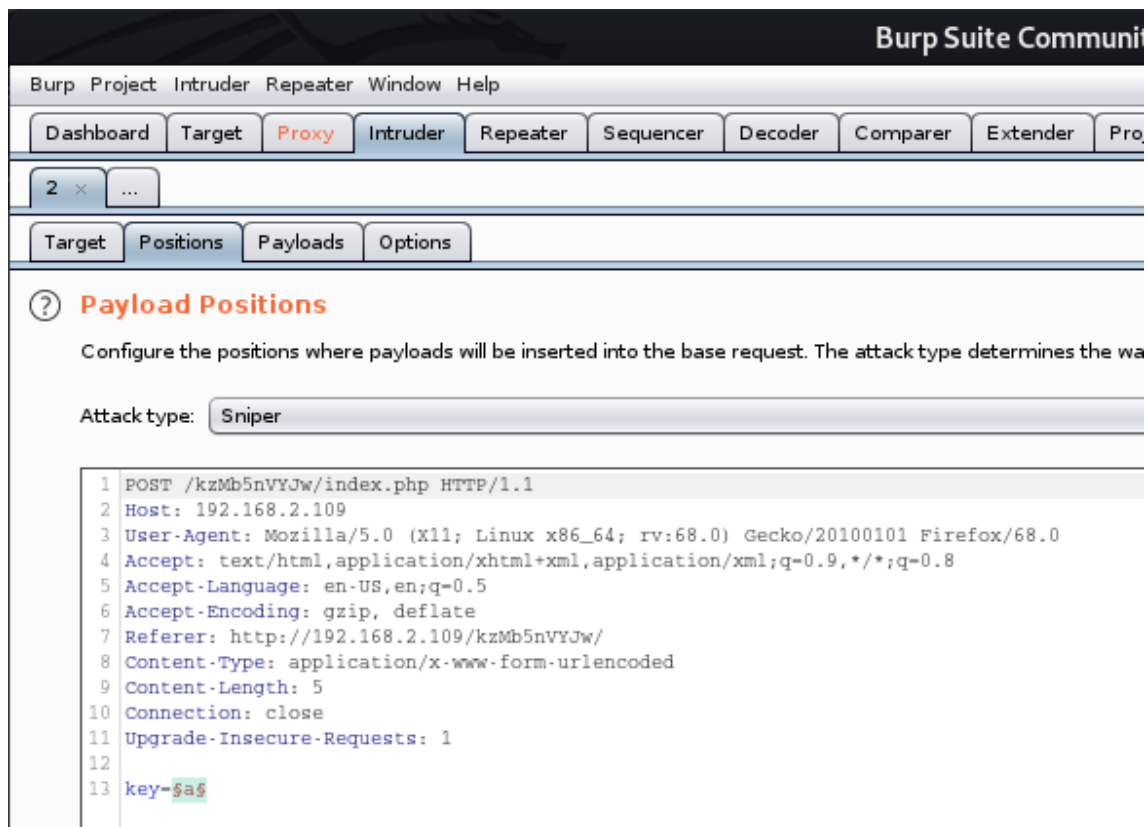 Burp Suite Communit
Burp Project Intruder Repeater Window Help
Dashboard Target Proxy Intruder Repeater Sequencer Decoder Comparer Extender Proj
2 × ...
Target Positions Payloads Options
? Payload Positions
Configure the positions where payloads will be inserted into the base request. The attack type determines the wa
Attack type: Sniper
1 POST /kzMb5nVYJw/index.php HTTP/1.1
2 Host: 192.168.2.109
3 User-Agent: Mozilla/5.0 (X11; Linux x86_64; rv:68.0) Gecko/20100101 Firefox/68.0
4 Accept: text/html,application/xhtml+xml,application/xml;q=0.9,*/*;q=0.8
5 Accept-Language: en-US,en;q=0.5
6 Accept-Encoding: gzip, deflate
7 Referer: http://192.168.2.109/kzMb5nVYJw/
8 Content-Type: application/x-www-form-urlencoded
9 Content-Length: 5
10 Connection: close
11 Upgrade-Insecure-Requests: 1
12
13 key=§a§